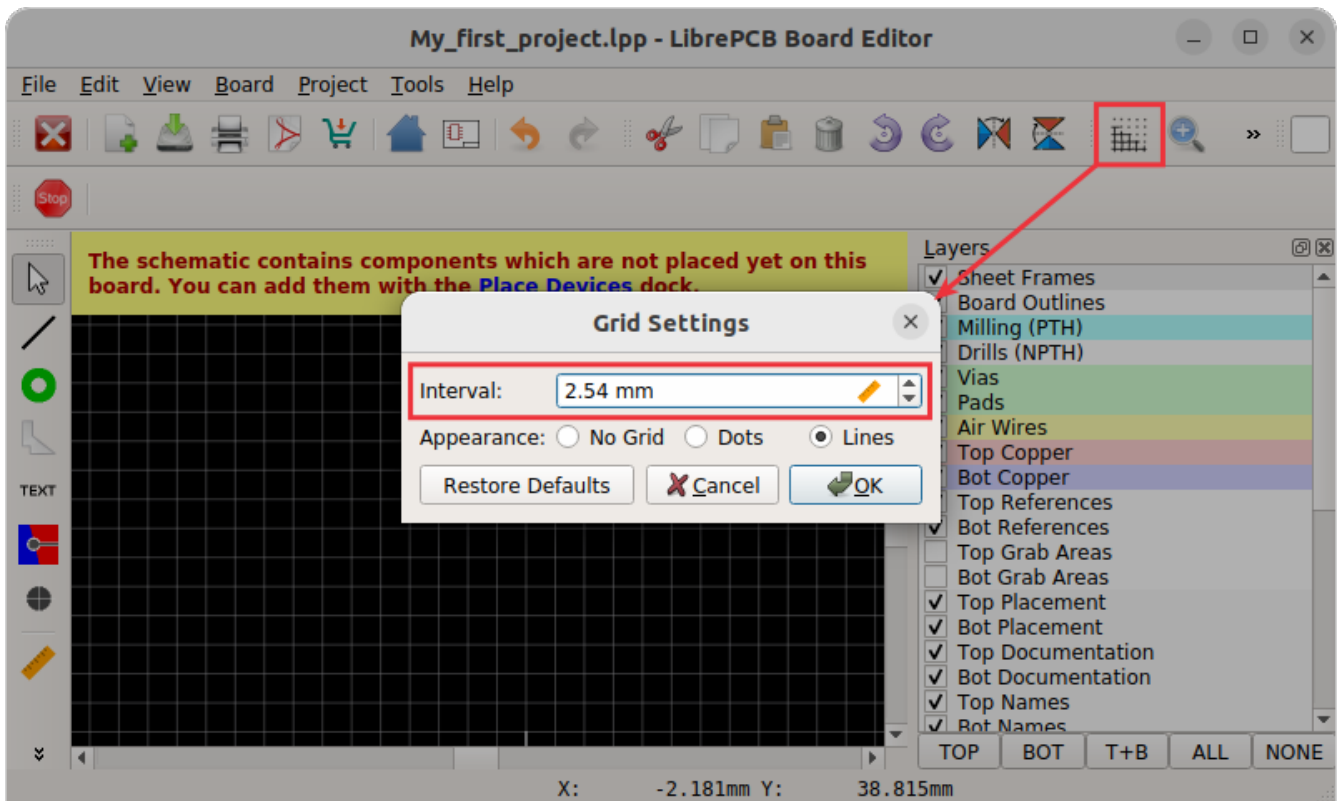 My_first_project.lpp - LibrePCB Board Editor
File Edit View Board Project Tools Help
Stop
The schematic contains components which are not placed yet on this
board. You can add them with the Place Devices dock.
Grid Settings
Interval: 2.54 mm
Appearance: No Grid Dots Lines
Restore Defaults Cancel OK
TEXT
Layers
Sheet Frames
Board Outlines
Milling (PTH)
Drills (NPTH)
Vias
Pads
Air Wires
Top Copper
Bot Copper
Top References
Bot References
Top Grab Areas
Bot Grab Areas
Top Placement
Bot Placement
Top Documentation
Bot Documentation
Top Names
Bot Names
TOP BOT T+B ALL NONE
X: -2.181mm Y: 38.815mm